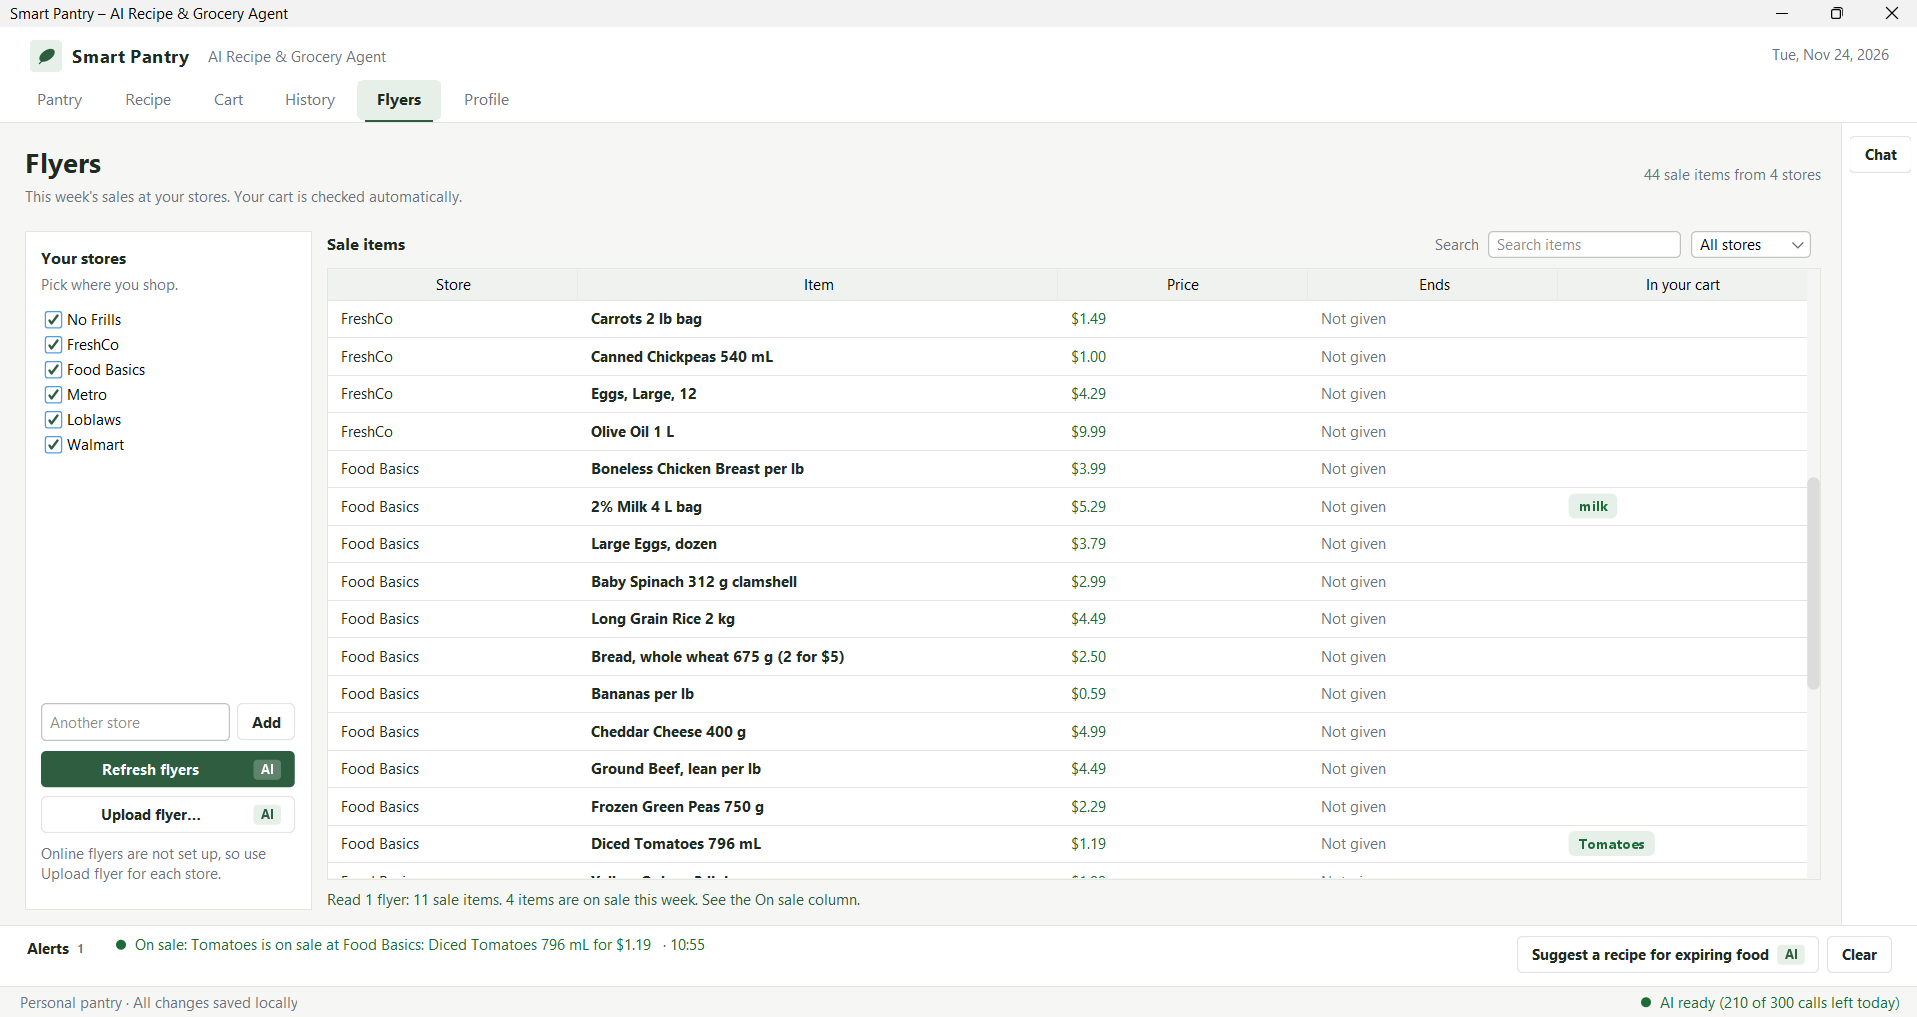 Smart Pantry – AI Recipe & Grocery Agent
Smart Pantry AI Recipe & Grocery Agent Tue, Nov 24, 2026
Pantry Recipe Cart History Flyers Profile
Flyers
This week's sales at your stores. Your cart is checked automatically.
44 sale items from 4 stores
Chat
Your stores
Pick where you shop.
No Frills
FreshCo
Food Basics
Metro
Loblaws
Walmart
Another store Add
Refresh flyers AI
Upload flyer... AI
Online flyers are not set up, so use
Upload flyer for each store.
Sale items Search Search items All stores
Store Item Price Ends In your cart
FreshCo Carrots 2 lb bag $1.49 Not given
FreshCo Canned Chickpeas 540 mL $1.00 Not given
FreshCo Eggs, Large, 12 $4.29 Not given
FreshCo Olive Oil 1 L $9.99 Not given
Food Basics Boneless Chicken Breast per lb $3.99 Not given
Food Basics 2% Milk 4 L bag $5.29 Not given milk
Food Basics Large Eggs, dozen $3.79 Not given
Food Basics Baby Spinach 312 g clamshell $2.99 Not given
Food Basics Long Grain Rice 2 kg $4.49 Not given
Food Basics Bread, whole wheat 675 g (2 for $5) $2.50 Not given
Food Basics Bananas per lb $0.59 Not given
Food Basics Cheddar Cheese 400 g $4.99 Not given
Food Basics Ground Beef, lean per lb $4.49 Not given
Food Basics Frozen Green Peas 750 g $2.29 Not given
Food Basics Diced Tomatoes 796 mL $1.19 Not given Tomatoes
Read 1 flyer: 11 sale items. 4 items are on sale this week. See the On sale column.
Alerts 1 On sale: Tomatoes is on sale at Food Basics: Diced Tomatoes 796 mL for $1.19 · 10:55
Suggest a recipe for expiring food AI Clear
Personal pantry · All changes saved locally
AI ready (210 of 300 calls left today)